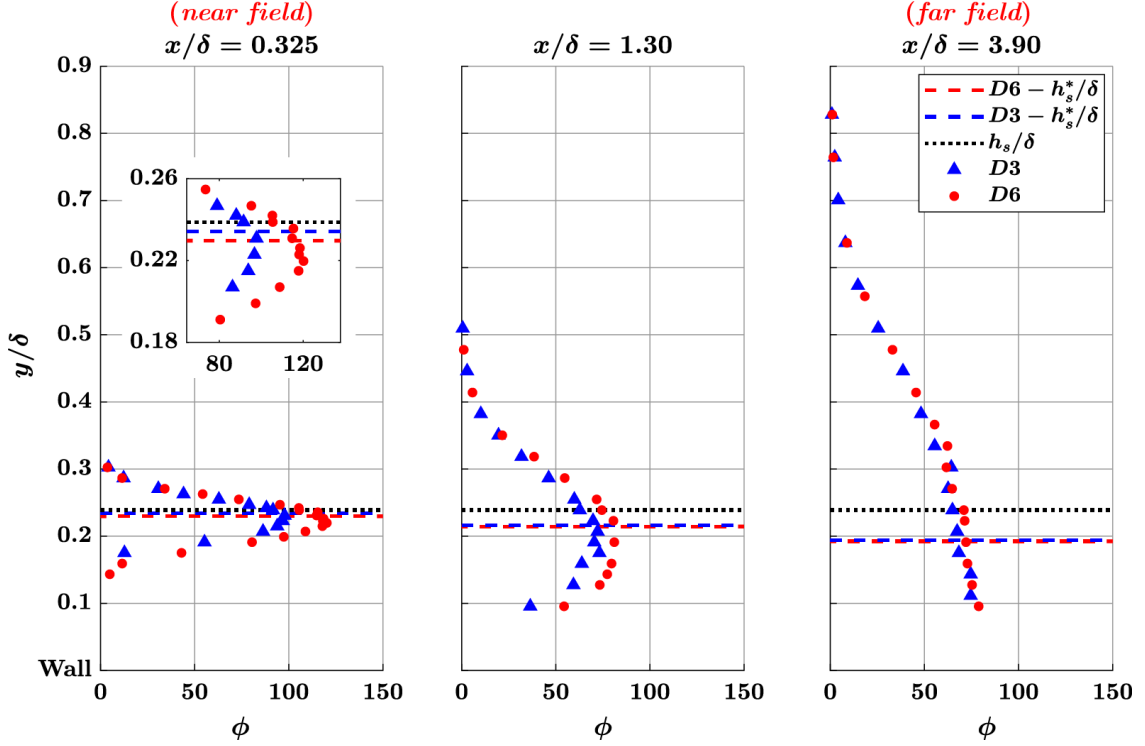 (near field)
x/δ = 0.325
x/δ = 1.30
(far field)
x/δ = 3.90
y/δ
0.9
0.8
0.7
0.6
0.5
0.4
0.3
0.2
0.1
Wall
0.26
0.22
0.18
80 120
D6 − h*ₛ/δ
D3 − h*ₛ/δ
hₛ/δ
D3
D6
0 50 100 150
0 50 100 150
0 50 100 150
ϕ
ϕ
ϕ